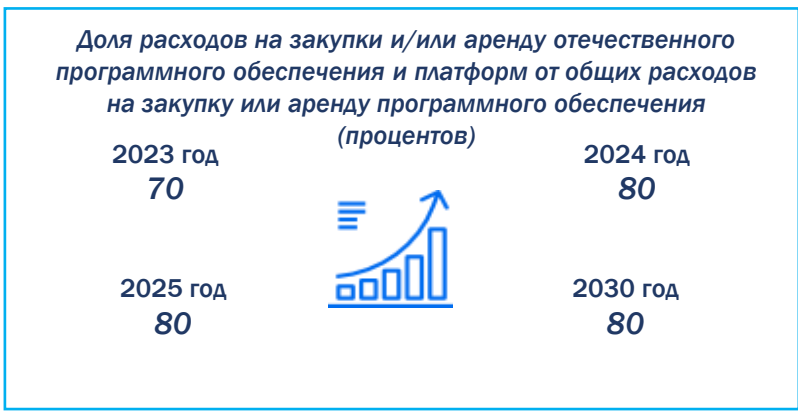 Доля расходов на закупки и/или аренду отечественного
программного обеспечения и платформ от общих расходов
на закупку или аренду программного обеспечения
(процентов)
2023 год
70
2024 год
80
2025 год
80
2030 год
80